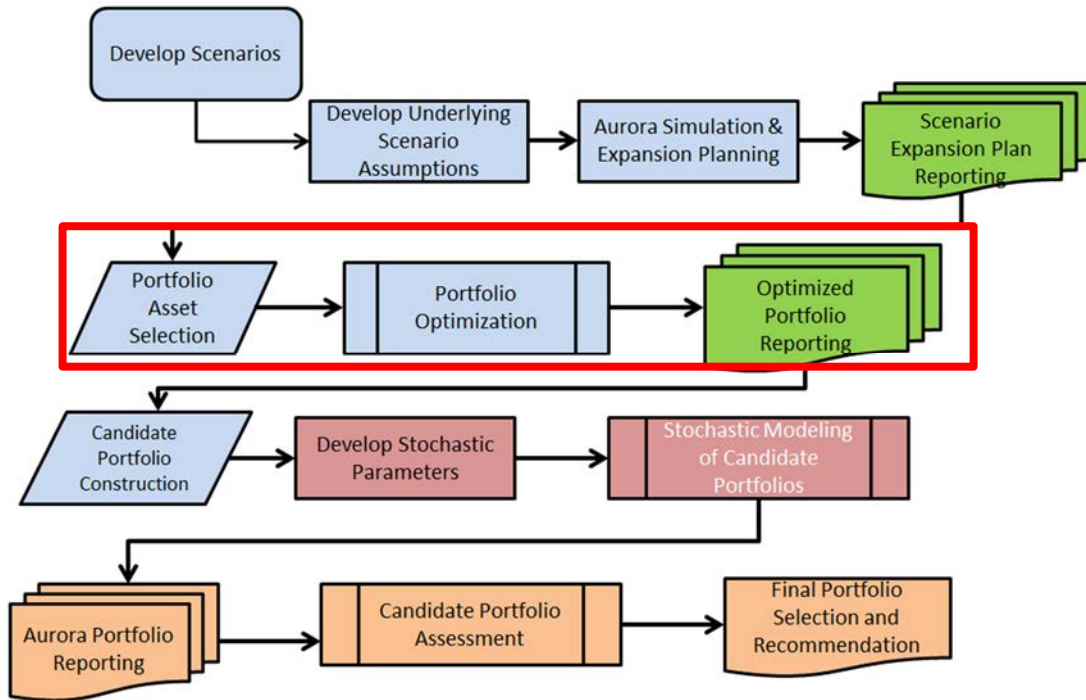 Develop Scenarios
Develop Underlying
Scenario
Assumptions
Aurora Simulation &
Expansion Planning
Scenario
Expansion Plan
Reporting
Portfolio
Asset
Selection
Portfolio
Optimization
Optimized
Portfolio
Reporting
Candidate
Portfolio
Construction
Develop Stochastic
Parameters
Stochastic Modeling
of Candidate
Portfolios
Aurora Portfolio
Reporting
Candidate Portfolio
Assessment
Final Portfolio
Selection and
Recommendation